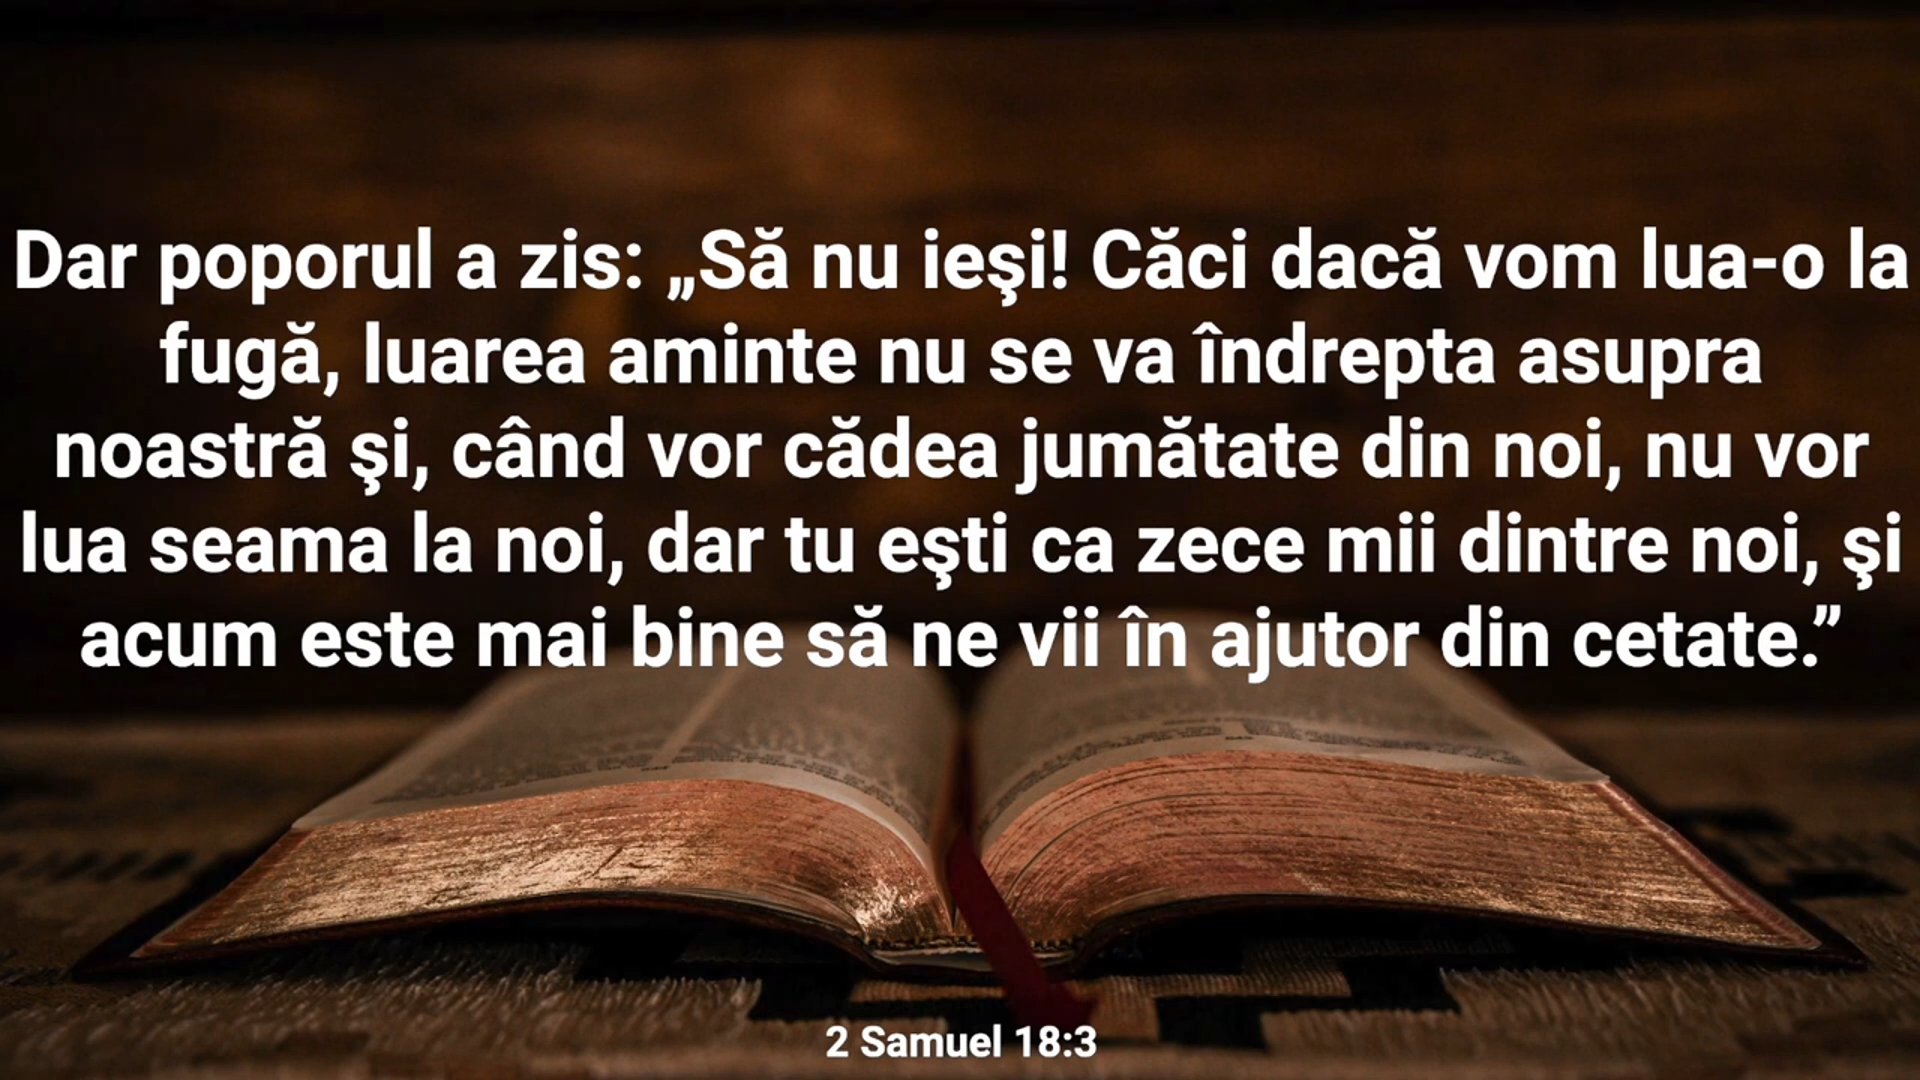 Dar poporul a zis: „Să nu ieşi! Căci dacă vom lua-o la
fugă, luarea aminte nu se va îndrepta asupra
noastră şi, când vor cădea jumătate din noi, nu vor
lua seama la noi, dar tu eşti ca zece mii dintre noi, şi
acum este mai bine să ne vii în ajutor din cetate.”
2 Samuel 18:3